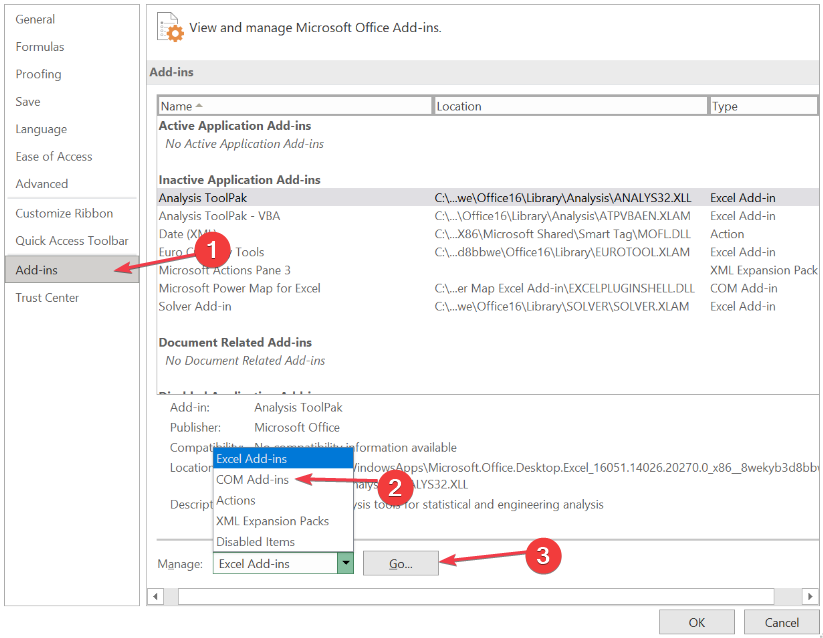 General
Formulas
Proofing
Save
Language
Ease of Access
Advanced
Customize Ribbon
Quick Access Toolbar
Add-ins
Trust Center
View and manage Microsoft Office Add-ins.
Add-ins
Name Location Type
Active Application Add-ins
No Active Application Add-ins
Inactive Application Add-ins
Analysis ToolPak C:\...we\Office16\Library\Analysis\ANALYS32.XLL Excel Add-in
Analysis ToolPak - VBA C:\...\Office16\Library\Analysis\ATPVBAEN.XLAM Excel Add-in
Date (XML) C:\...X86\Microsoft Shared\Smart Tag\MOFL.DLL Action
Euro Tools C:\...d8bbwe\Office16\Library\EUROTOOL.XLAM Excel Add-in
Microsoft Actions Pane 3 XML Expansion Pack
Microsoft Power Map for Excel C:\...er Map Excel Add-in\EXCELPLUGINSHELL.DLL COM Add-in
Solver Add-in C:\...we\Office16\Library\SOLVER\SOLVER.XLAM Excel Add-in
Document Related Add-ins
No Document Related Add-ins
Add-in: Analysis ToolPak
Publisher: Microsoft Office
Compatibility: No compatibility information available
Location WindowsApps\Microsoft.Office.Desktop.Excel_16051.14026.20270.0_x86__8wekyb3d8bbw
LYS32.XLL
Descript ysis tools for statistical and engineering analysis
Excel Add-ins
COM Add-ins
Actions
XML Expansion Packs
Disabled Items
Manage: Excel Add-ins Go...
OK Cancel
1
2
3